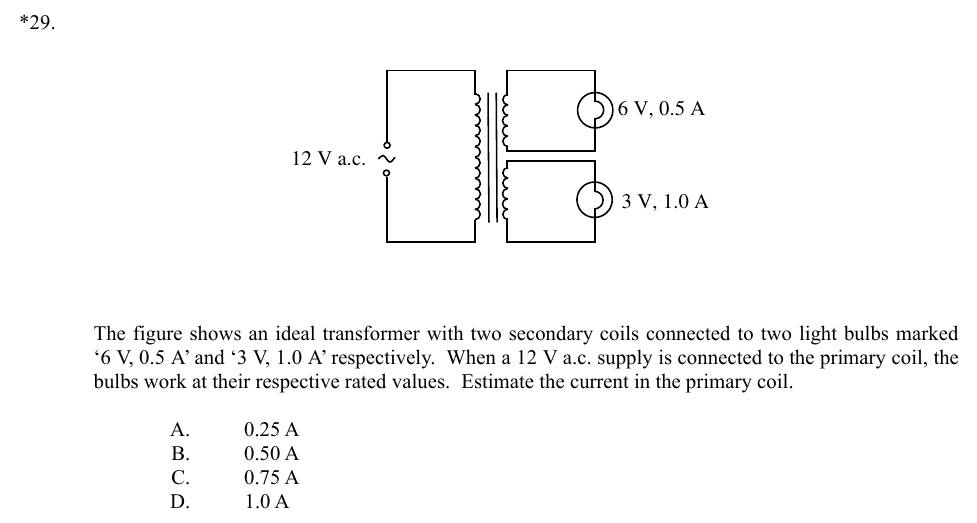 *29.
6 V, 0.5 A
12 V a.c.
3 V, 1.0 A
The figure shows an ideal transformer with two secondary coils connected to two light bulbs marked
‘6 V, 0.5 A’ and ‘3 V, 1.0 A’ respectively. When a 12 V a.c. supply is connected to the primary coil, the
bulbs work at their respective rated values. Estimate the current in the primary coil.
A. 0.25 A
B. 0.50 A
C. 0.75 A
D. 1.0 A